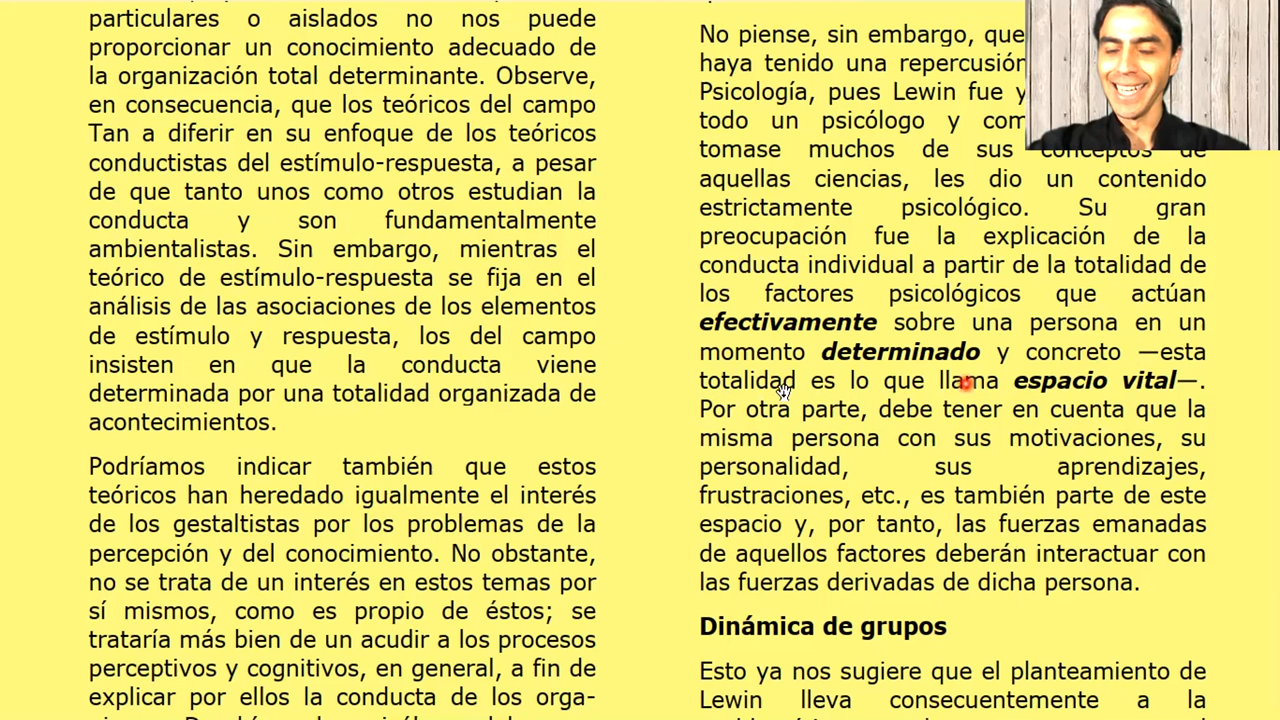 particulares o aislados no nos puede
proporcionar un conocimiento adecuado de
la organización total determinante. Observe,
en consecuencia, que los teóricos del campo
Tan a diferir en su enfoque de los teóricos
conductistas del estímulo-respuesta, a pesar
de que tanto unos como otros estudian la
conducta y son fundamentalmente
ambientalistas. Sin embargo, mientras el
teórico de estímulo-respuesta se fija en el
análisis de las asociaciones de los elementos
de estímulo y respuesta, los del campo
insisten en que la conducta viene
determinada por una totalidad organizada de
acontecimientos.
Podríamos indicar también que estos
teóricos han heredado igualmente el interés
de los gestaltistas por los problemas de la
percepción y del conocimiento. No obstante,
no se trata de un interés en estos temas por
sí mismos, como es propio de éstos; se
trataría más bien de un acudir a los procesos
perceptivos y cognitivos, en general, a fin de
explicar por ellos la conducta de los orga-
No piense, sin embargo, que
haya tenido una repercusión
Psicología, pues Lewin fue y
todo un psicólogo y com
tomase muchos de sus conceptos de
aquellas ciencias, les dio un contenido
estrictamente psicológico. Su gran
preocupación fue la explicación de la
conducta individual a partir de la totalidad de
los factores psicológicos que actúan
efectivamente sobre una persona en un
momento determinado y concreto —esta
totalidad es lo que llama espacio vital—.
Por otra parte, debe tener en cuenta que la
misma persona con sus motivaciones, su
personalidad, sus aprendizajes,
frustraciones, etc., es también parte de este
espacio y, por tanto, las fuerzas emanadas
de aquellos factores deberán interactuar con
las fuerzas derivadas de dicha persona.
Dinámica de grupos
Esto ya nos sugiere que el planteamiento de
Lewin lleva consecuentemente a la